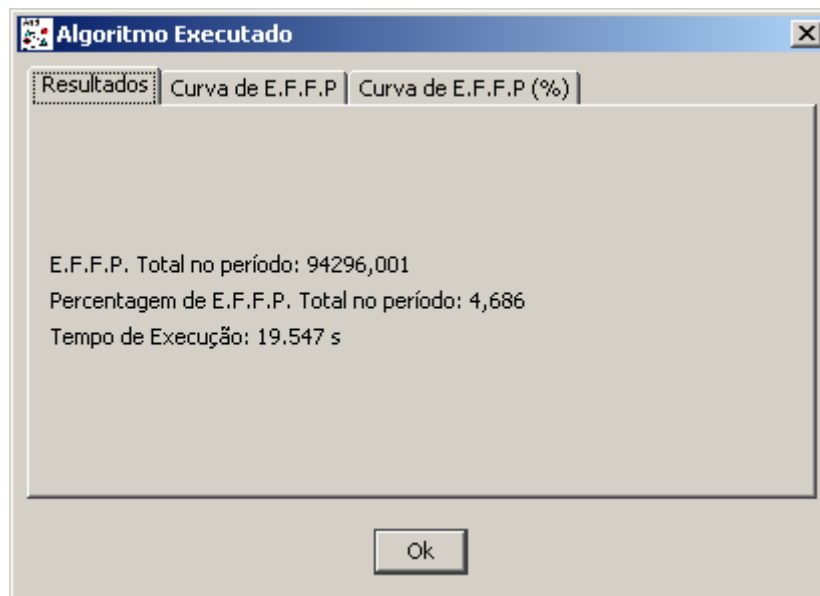 Algoritmo Executado
Resultados Curva de E.F.F.P Curva de E.F.F.P (%)
E.F.F.P. Total no período: 94296,001
Percentagem de E.F.F.P. Total no período: 4,686
Tempo de Execução: 19.547 s
Ok